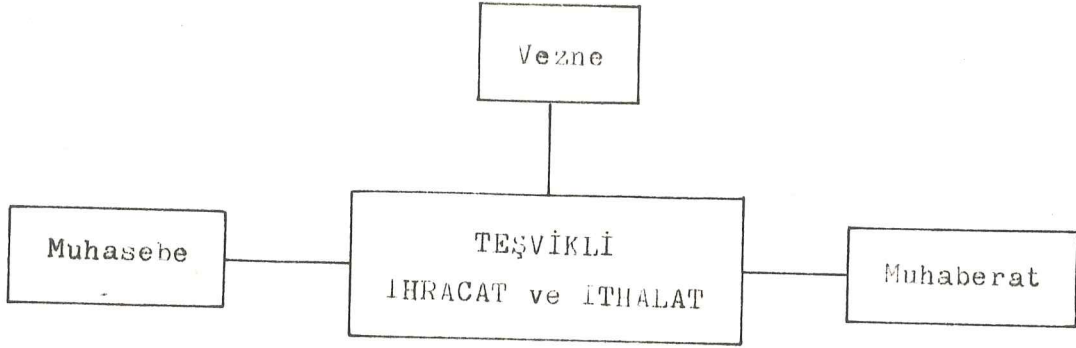 Vezne
Muhasebe
TEŞVİKLİ
İHRACAT ve İTHALAT
Muhaberat